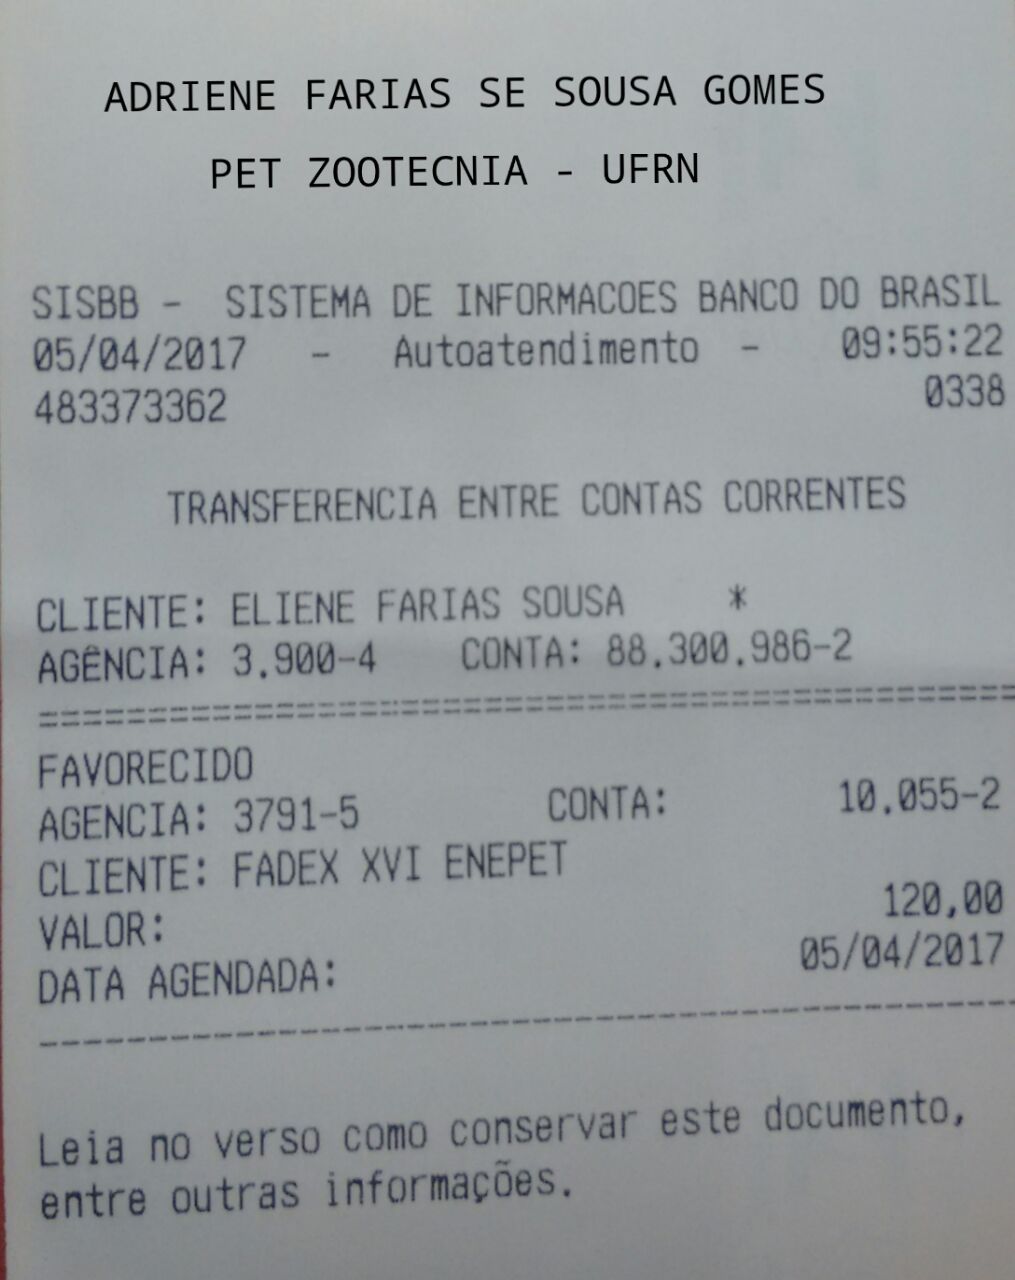 ADRIENE FARIAS SE SOUSA GOMES
PET ZOOTECNIA - UFRN
SISBB - SISTEMA DE INFORMACOES BANCO DO BRASIL
05/04/2017 - Autoatendimento - 09:55:22
483373362 0338
TRANSFERENCIA ENTRE CONTAS CORRENTES
CLIENTE: ELIENE FARIAS SOUSA *
AGÊNCIA: 3.900-4 CONTA: 88.300.986-2
================================================
FAVORECIDO
AGENCIA: 3791-5 CONTA: 10.055-2
CLIENTE: FADEX XVI ENEPET
VALOR: 120,00
DATA AGENDADA: 05/04/2017
------------------------------------------------
Leia no verso como conservar este documento,
entre outras informações.